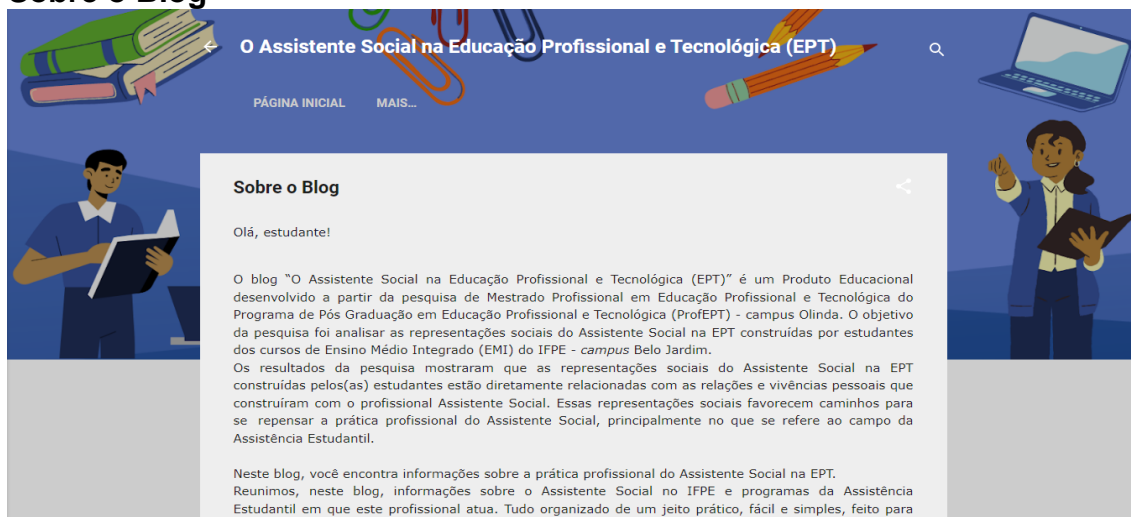 Sobre o Blog
O Assistente Social na Educação Profissional e Tecnológica (EPT)
PÁGINA INICIAL MAIS...
Sobre o Blog
Olá, estudante!
O blog "O Assistente Social na Educação Profissional e Tecnológica (EPT)" é um Produto Educacional
desenvolvido a partir da pesquisa de Mestrado Profissional em Educação Profissional e Tecnológica do
Programa de Pós Graduação em Educação Profissional e Tecnológica (ProfEPT) - campus Olinda. O objetivo
da pesquisa foi analisar as representações sociais do Assistente Social na EPT construídas por estudantes
dos cursos de Ensino Médio Integrado (EMI) do IFPE - campus Belo Jardim.
Os resultados da pesquisa mostraram que as representações sociais do Assistente Social na EPT
construídas pelos(as) estudantes estão diretamente relacionadas com as relações e vivências pessoais que
construíram com o profissional Assistente Social. Essas representações sociais favorecem caminhos para
se repensar a prática profissional do Assistente Social, principalmente no que se refere ao campo da
Assistência Estudantil.
Neste blog, você encontra informações sobre a prática profissional do Assistente Social na EPT.
Reunimos, neste blog, informações sobre o Assistente Social no IFPE e programas da Assistência
Estudantil em que este profissional atua. Tudo organizado de um jeito prático, fácil e simples, feito para